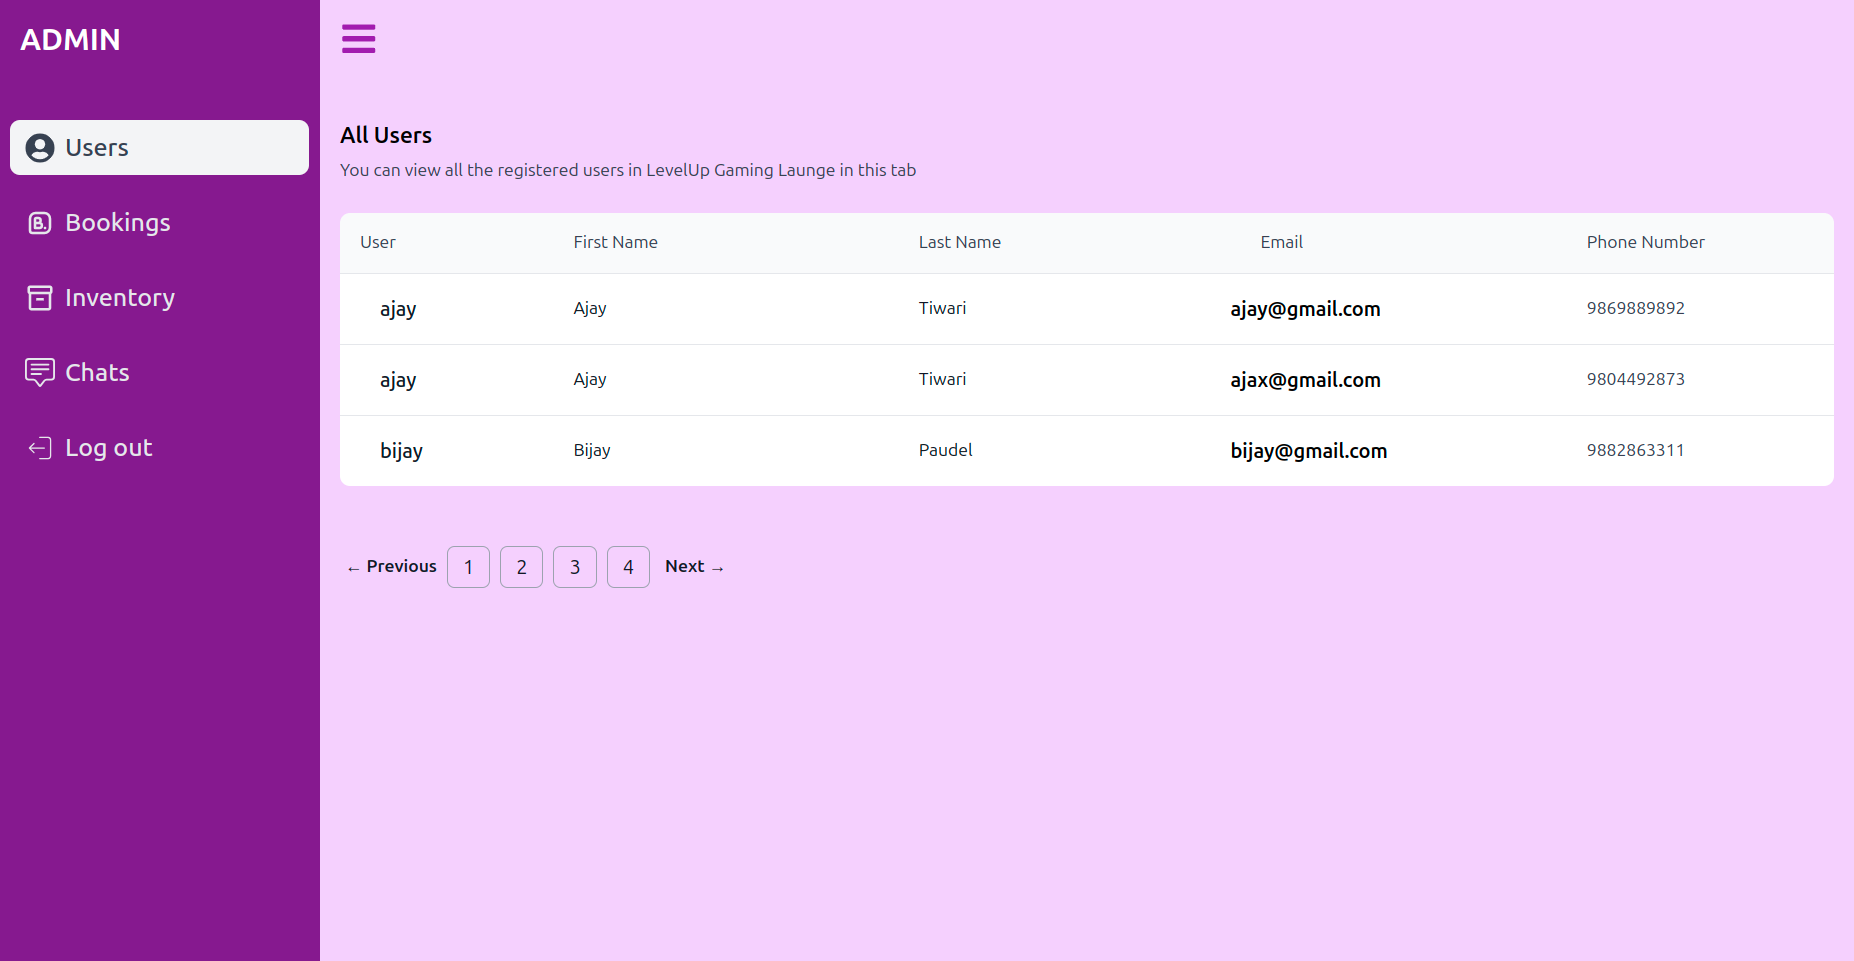 ADMIN
Users
Bookings
Inventory
Chats
Log out
All Users
You can view all the registered users in LevelUp Gaming Launge in this tab
User First Name Last Name Email Phone Number
ajay Ajay Tiwari ajay@gmail.com 9869889892
ajay Ajay Tiwari ajax@gmail.com 9804492873
bijay Bijay Paudel bijay@gmail.com 9882863311
← Previous 1 2 3 4 Next →